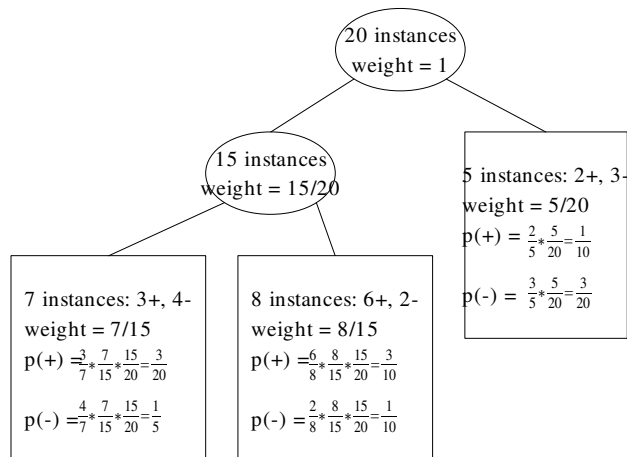 20 instances
weight = 1
15 instances
weight = 15/20
5 instances: 2+, 3-
weight = 5/20
p(+) = 2/5 * 5/20 = 1/10
p(-) = 3/5 * 5/20 = 3/20
7 instances: 3+, 4-
weight = 7/15
p(+) = 3/7 * 7/15 * 15/20 = 3/20
p(-) = 4/7 * 7/15 * 15/20 = 1/5
8 instances: 6+, 2-
weight = 8/15
p(+) = 6/8 * 8/15 * 15/20 = 3/10
p(-) = 2/8 * 8/15 * 15/20 = 1/10